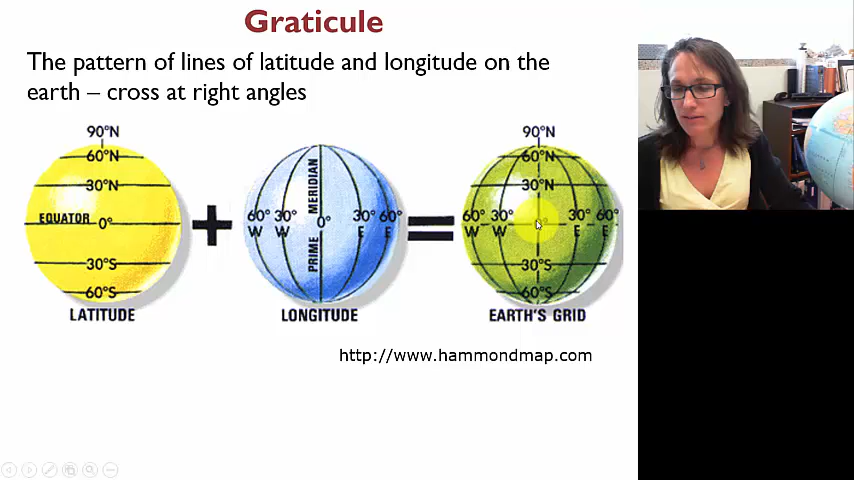 Graticule
The pattern of lines of latitude and longitude on the
earth – cross at right angles
90°N
60°N
30°N
EQUATOR 0°
30°S
60°S
LATITUDE
+
60° W 30° W 0° 30° E 60° E
PRIME MERIDIAN
LONGITUDE
=
90°N
60°N
30°N
60° W 30° W 0° 30° E 60° E
30°S
60°S
EARTH'S GRID
http://www.hammondmap.com